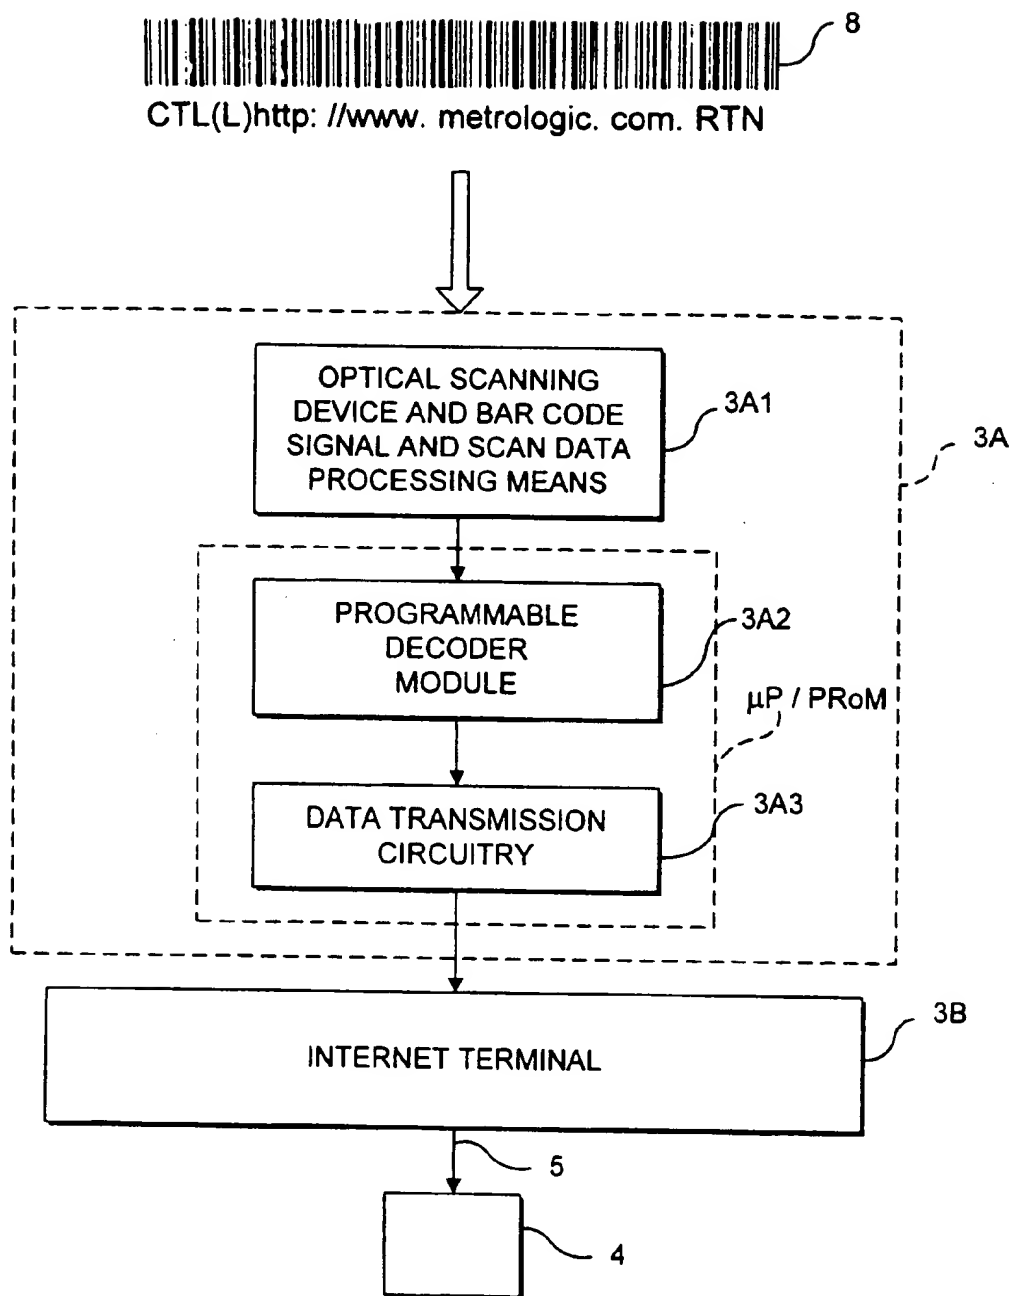 8
CTL(L)http: //www. metrologic. com. RTN
OPTICAL SCANNING
DEVICE AND BAR CODE
SIGNAL AND SCAN DATA
PROCESSING MEANS
3A1
3A
PROGRAMMABLE
DECODER
MODULE
3A2
µP / PRoM
DATA TRANSMISSION
CIRCUITRY
3A3
INTERNET TERMINAL
3B
5
4